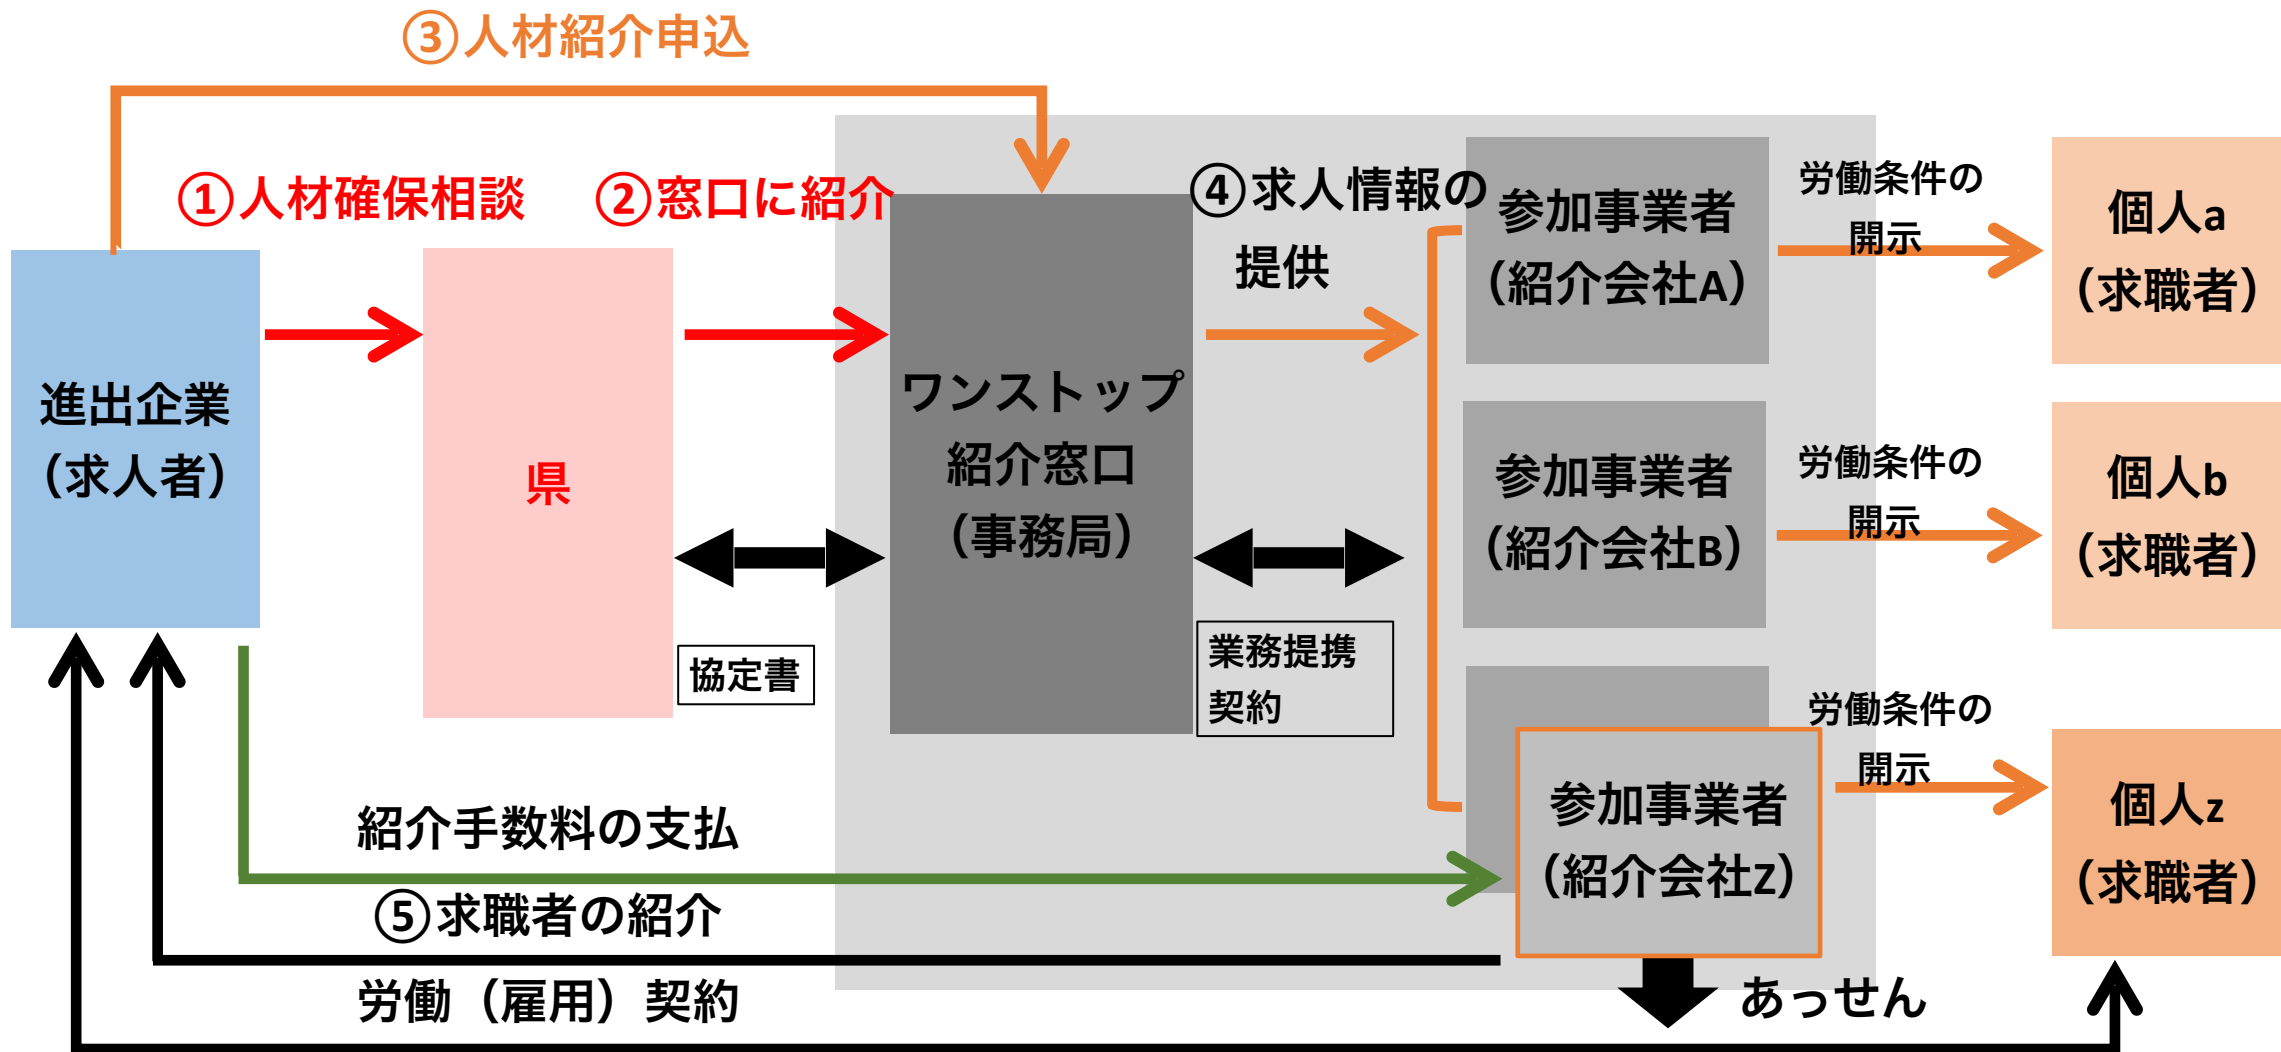 ③人材紹介申込
①人材確保相談
②窓口に紹介
④求人情報の
提供
進出企業
（求人者）
県
ワンストップ
紹介窓口
（事務局）
協定書
業務提携
契約
参加事業者
（紹介会社A）
参加事業者
（紹介会社B）
参加事業者
（紹介会社Z）
労働条件の
開示
労働条件の
開示
労働条件の
開示
個人a
（求職者）
個人b
（求職者）
個人z
（求職者）
紹介手数料の支払
⑤求職者の紹介
労働（雇用）契約
あっせん